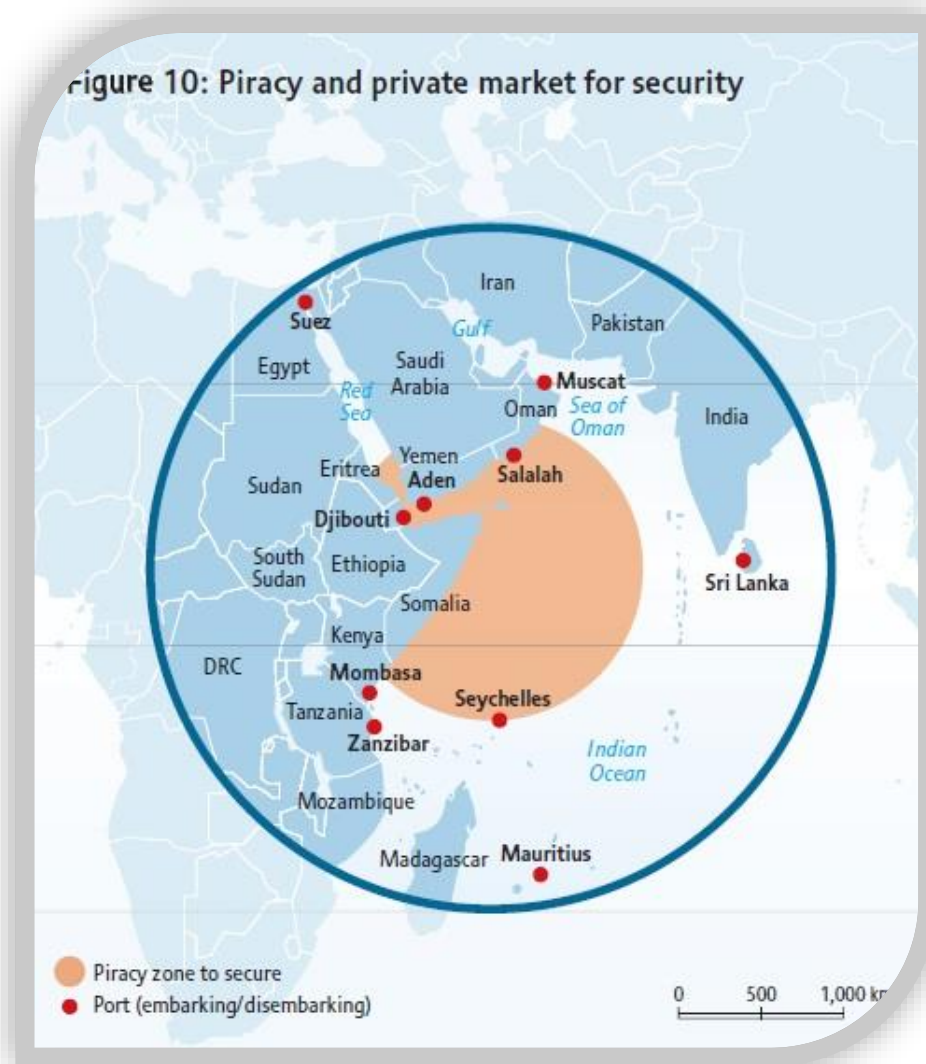 Figure 10: Piracy and private market for security
Iran
Suez
Gulf
Pakistan
Egypt
Saudi
Arabia
Muscat
Red
Sea
Oman
Sea of
Oman
India
Eritrea
Yemen
Aden
Salalah
Sudan
Djibouti
South
Sudan
Ethiopia
Sri Lanka
Somalia
Kenya
DRC
Mombasa
Tanzania
Seychelles
Zanzibar
Indian
Ocean
Mozambique
Madagascar
Mauritius
Piracy zone to secure
Port (embarking/disembarking)
0 500 1,000 km